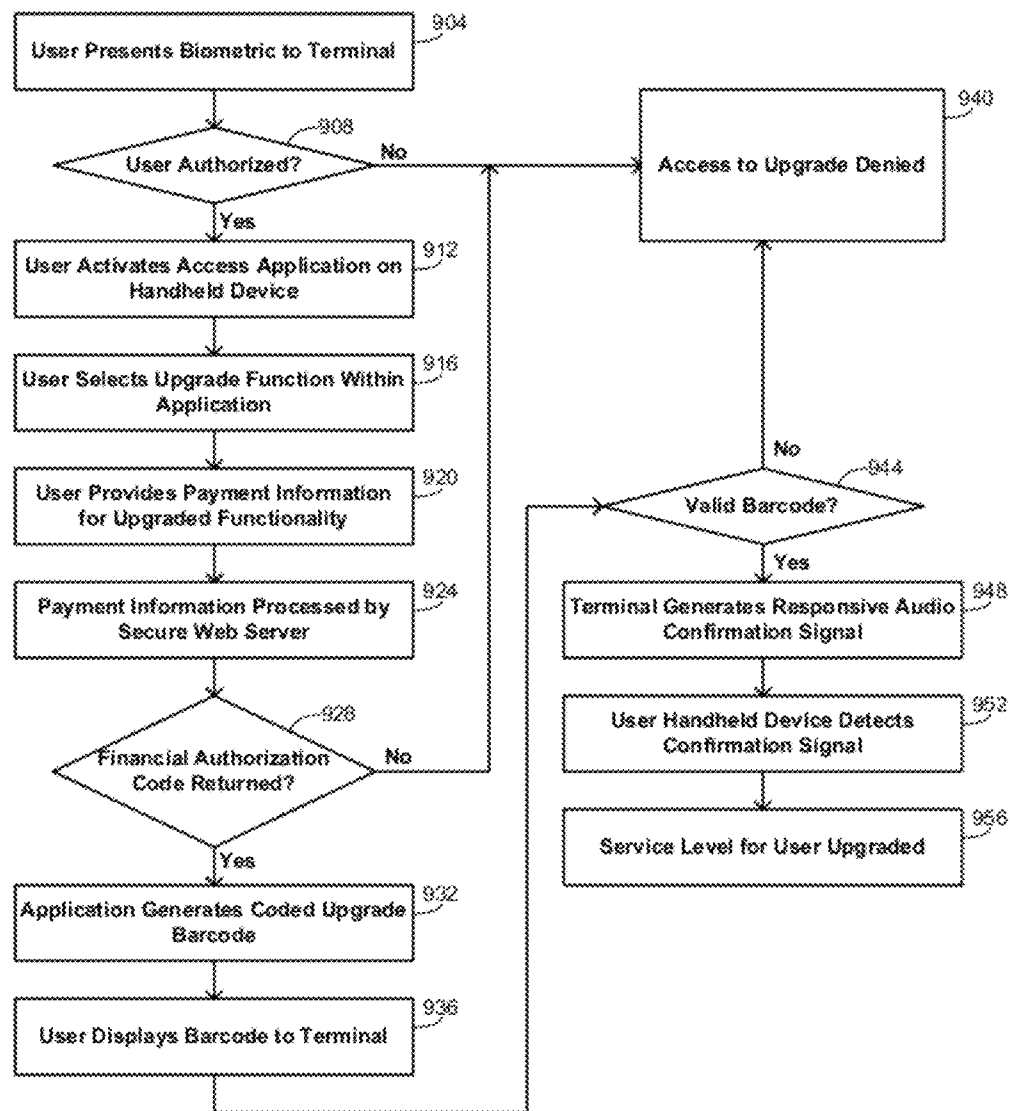 904
User Presents Biometric to Terminal
908
User Authorized?
No
Yes
912
User Activates Access Application on
Handheld Device
916
User Selects Upgrade Function Within
Application
920
User Provides Payment Information
for Upgraded Functionality
924
Payment Information Processed by
Secure Web Server
928
Financial Authorization
Code Returned?
No
Yes
932
Application Generates Coded Upgrade
Barcode
936
User Displays Barcode to Terminal
940
Access to Upgrade Denied
No
944
Valid Barcode?
Yes
948
Terminal Generates Responsive Audio
Confirmation Signal
952
User Handheld Device Detects
Confirmation Signal
956
Service Level for User Upgraded